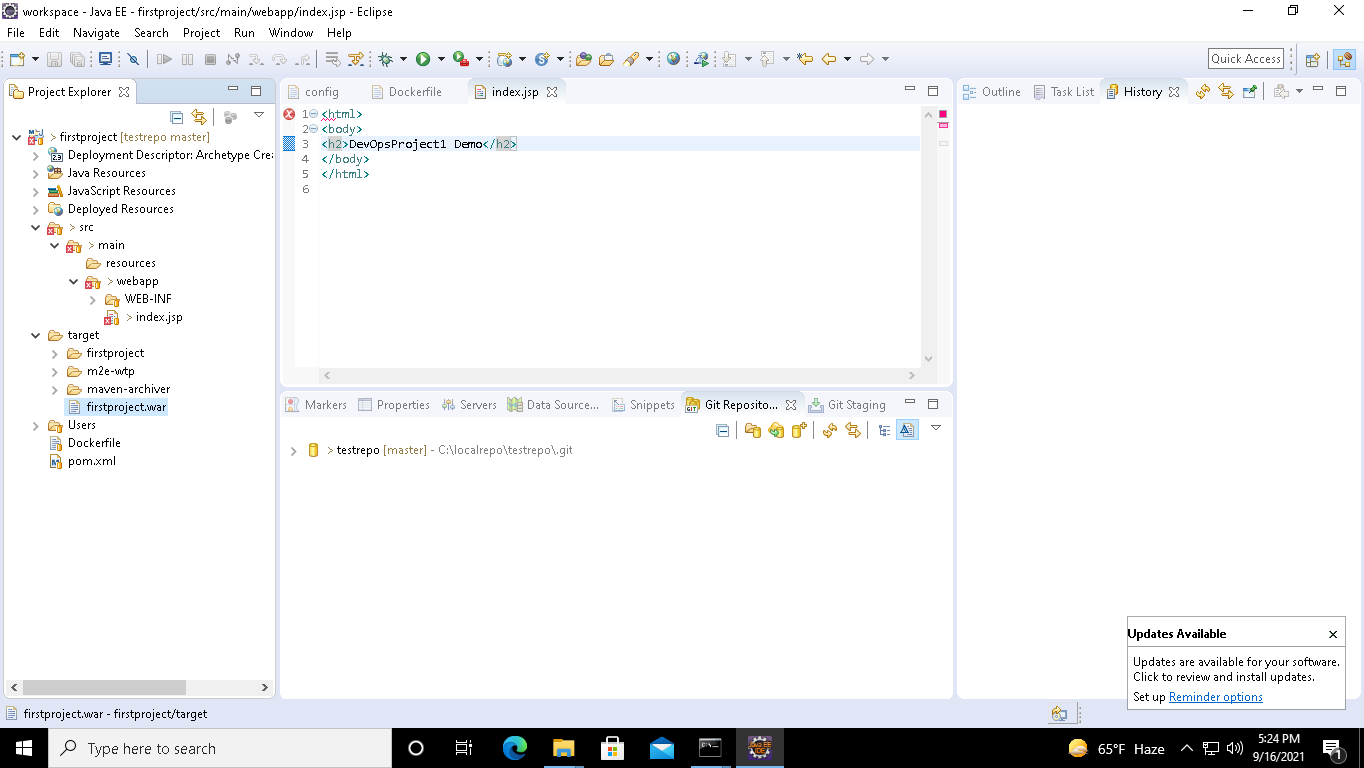 workspace - Java EE - firstproject/src/main/webapp/index.jsp - Eclipse
File Edit Navigate Search Project Run Window Help
Quick Access
Project Explorer
> firstproject [testrepo master]
Deployment Descriptor: Archetype Cre
Java Resources
JavaScript Resources
Deployed Resources
> src
> main
resources
> webapp
WEB-INF
> index.jsp
target
firstproject
m2e-wtp
maven-archiver
firstproject.war
Users
Dockerfile
pom.xml
config Dockerfile index.jsp
1 <html>
2 <body>
3 <h2>DevOpsProject1 Demo</h2>
4 </body>
5 </html>
6
Markers Properties Servers Data Source... Snippets Git Reposito... Git Staging
> testrepo [master] - C:\localrepo\testrepo\.git
Outline Task List History
Updates Available
Updates are available for your software.
Click to review and install updates.
Set up Reminder options
firstproject.war - firstproject/target
Type here to search
65°F Haze
5:24 PM
9/16/2021
1